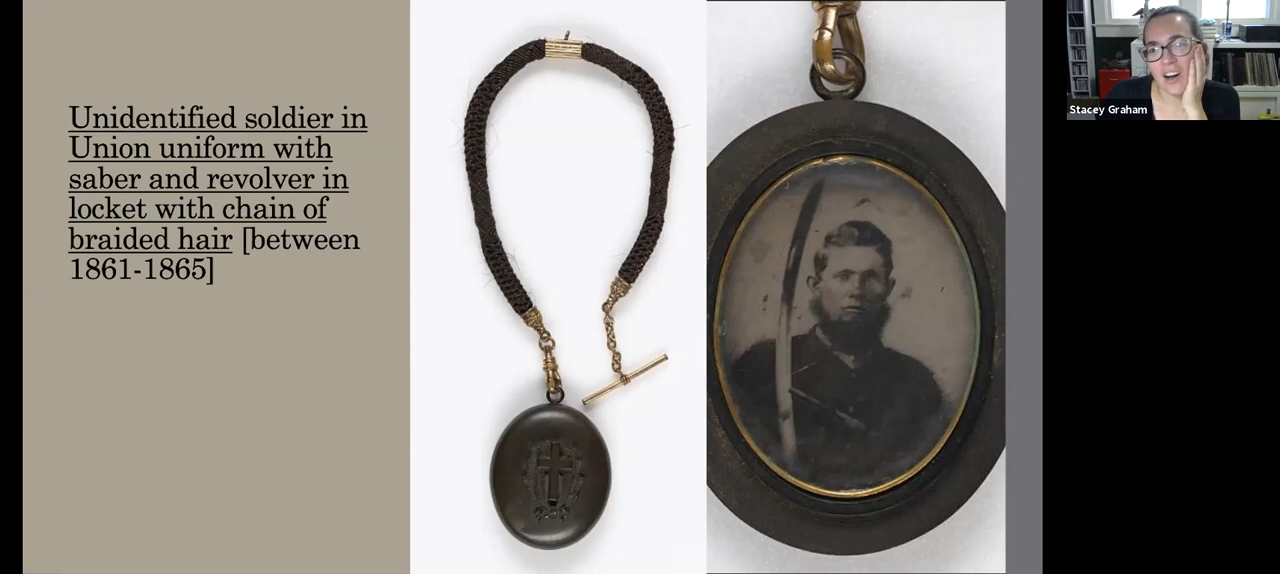 Unidentified soldier in
Union uniform with
saber and revolver in
locket with chain of
braided hair [between
1861-1865]
Stacey Graham